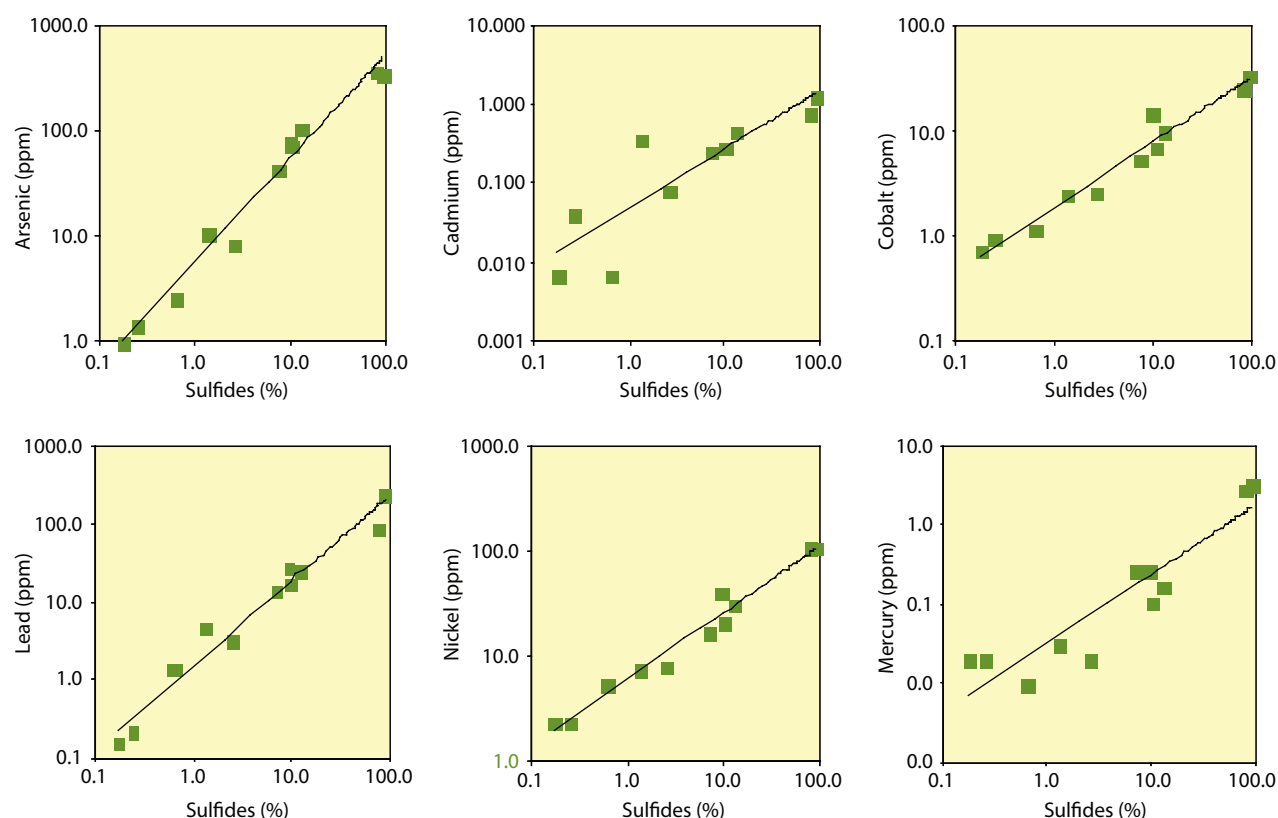 Arsenic (ppm)
1000.0
100.0
10.0
1.0
0.1 1.0 10.0 100.0
Sulfides (%)
Cadmium (ppm)
10.000
1.000
0.100
0.010
0.001
0.1 1.0 10.0 100.0
Sulfides (%)
Cobalt (ppm)
100.0
10.0
1.0
0.1
0.1 1.0 10.0 100.0
Sulfides (%)
Lead (ppm)
1000.0
100.0
10.0
1.0
0.1
0.1 1.0 10.0 100.0
Sulfides (%)
Nickel (ppm)
1000.0
100.0
10.0
1.0
0.1 1.0 10.0 100.0
Sulfides (%)
Mercury (ppm)
10.0
1.0
0.1
0.0
0.0
0.1 1.0 10.0 100.0
Sulfides (%)